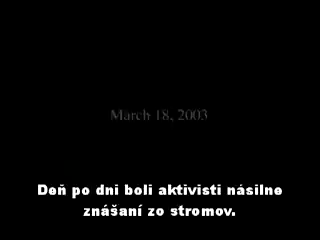 March 18, 2003
Deň po dni boli aktivisti násilne
znášaní zo stromov.